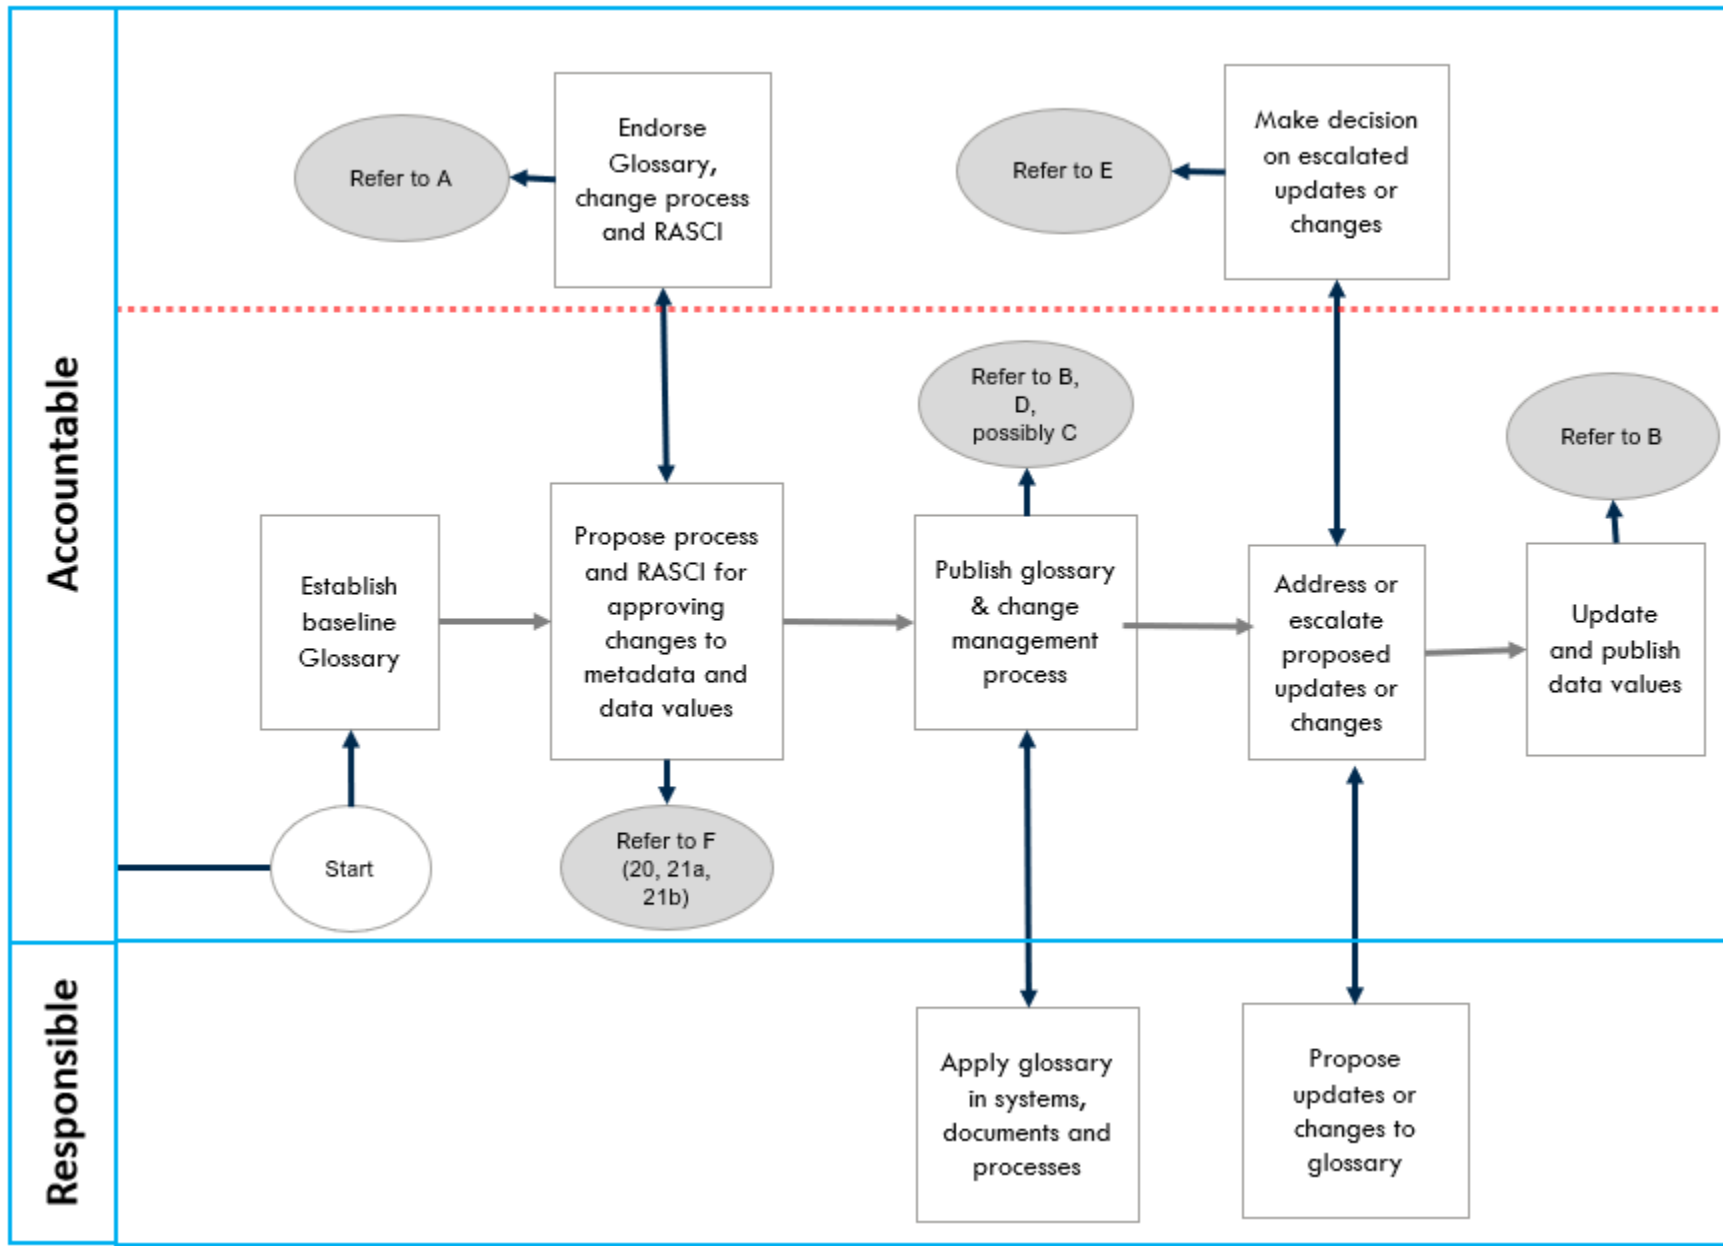 Accountable
Endorse
Glossary,
change process
and RASCI
Refer to A
Make decision
on escalated
updates or
changes
Refer to E
Refer to B,
D,
possibly C
Refer to B
Establish
baseline
Glossary
Propose process
and RASCI for
approving
changes to
metadata and
data values
Publish glossary
& change
management
process
Address or
escalate
proposed
updates or
changes
Update
and publish
data values
Start
Refer to F
(20, 21a,
21b)
Responsible
Apply glossary
in systems,
documents and
processes
Propose
updates or
changes to
glossary